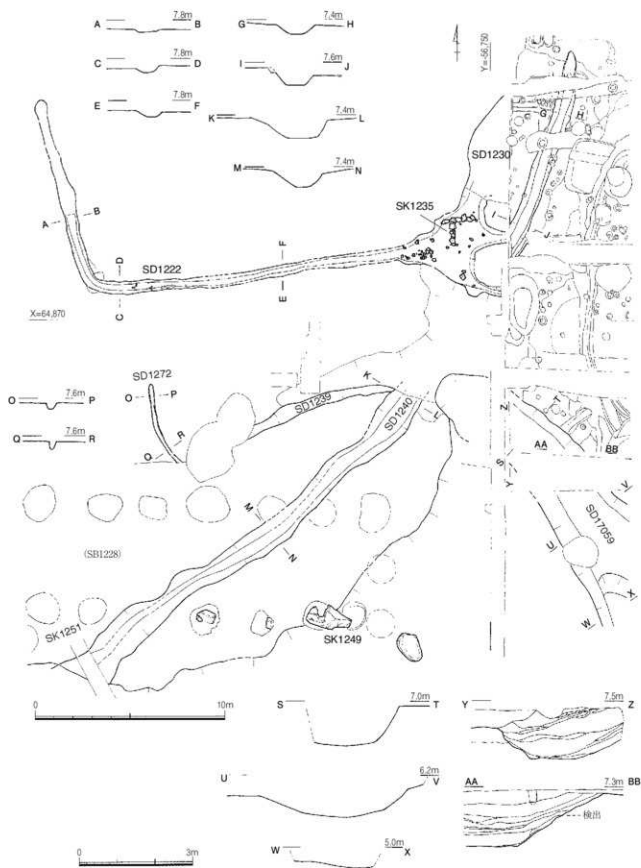 A 7.8m B
C 7.8m D
E 7.8m F
G 7.4m H
I 7.6m J
K 7.4m L
M 7.4m N
Y=-56,750
G H
SD1230
SK1235
I
J
A B
D
SD1222
F
C
E
X=64,870
SD1272
O 7.6m P
O P
Q 7.6m R
Q R
SD1239
K
SD1240
L
Z
T
AA
BB
S
Y
V
SD17059
M
N
U
X
W
(SB1228)
SK1251
SK1249
0 10m
S 7.0m T
Y 7.5m Z
U 6.2m V
AA 7.3m BB
検出
W 5.0m X
0 3m